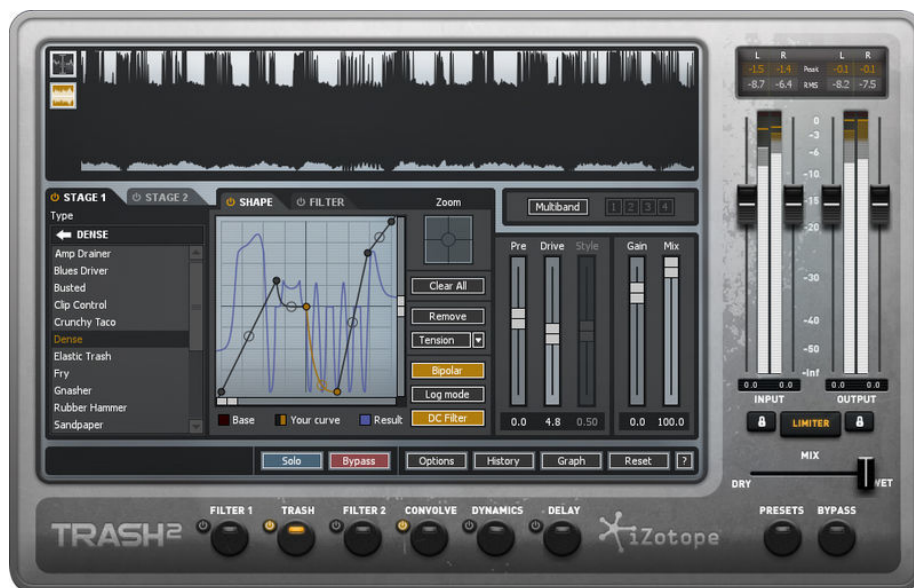 L R L R
-1.5 -1.4 Peak -0.1 -0.1
-8.7 -6.4 RMS -8.2 -7.5
STAGE 1 STAGE 2
Type
DENSE
Amp Drainer
Blues Driver
Busted
Clip Control
Crunchy Taco
Dense
Elastic Trash
Fry
Gnasher
Rubber Hammer
Sandpaper
SHAPE FILTER Zoom
Clear All
Remove
Tension
Bipolar
Log mode
DC Filter
Base Your curve Result
Multiband 1 2 3 4
Pre Drive Style Gain Mix
0.0 4.8 0.50 0.0 100.0
0
-3
-6
-10
-15
-20
-30
-40
-50
-Inf
0.0 0.0 0.0 0.0
INPUT OUTPUT
LIMITER
MIX
DRY WET
Solo Bypass Options History Graph Reset ?
FILTER 1 TRASH FILTER 2 CONVOLVE DYNAMICS DELAY
TRASH2
iZotope
PRESETS BYPASS